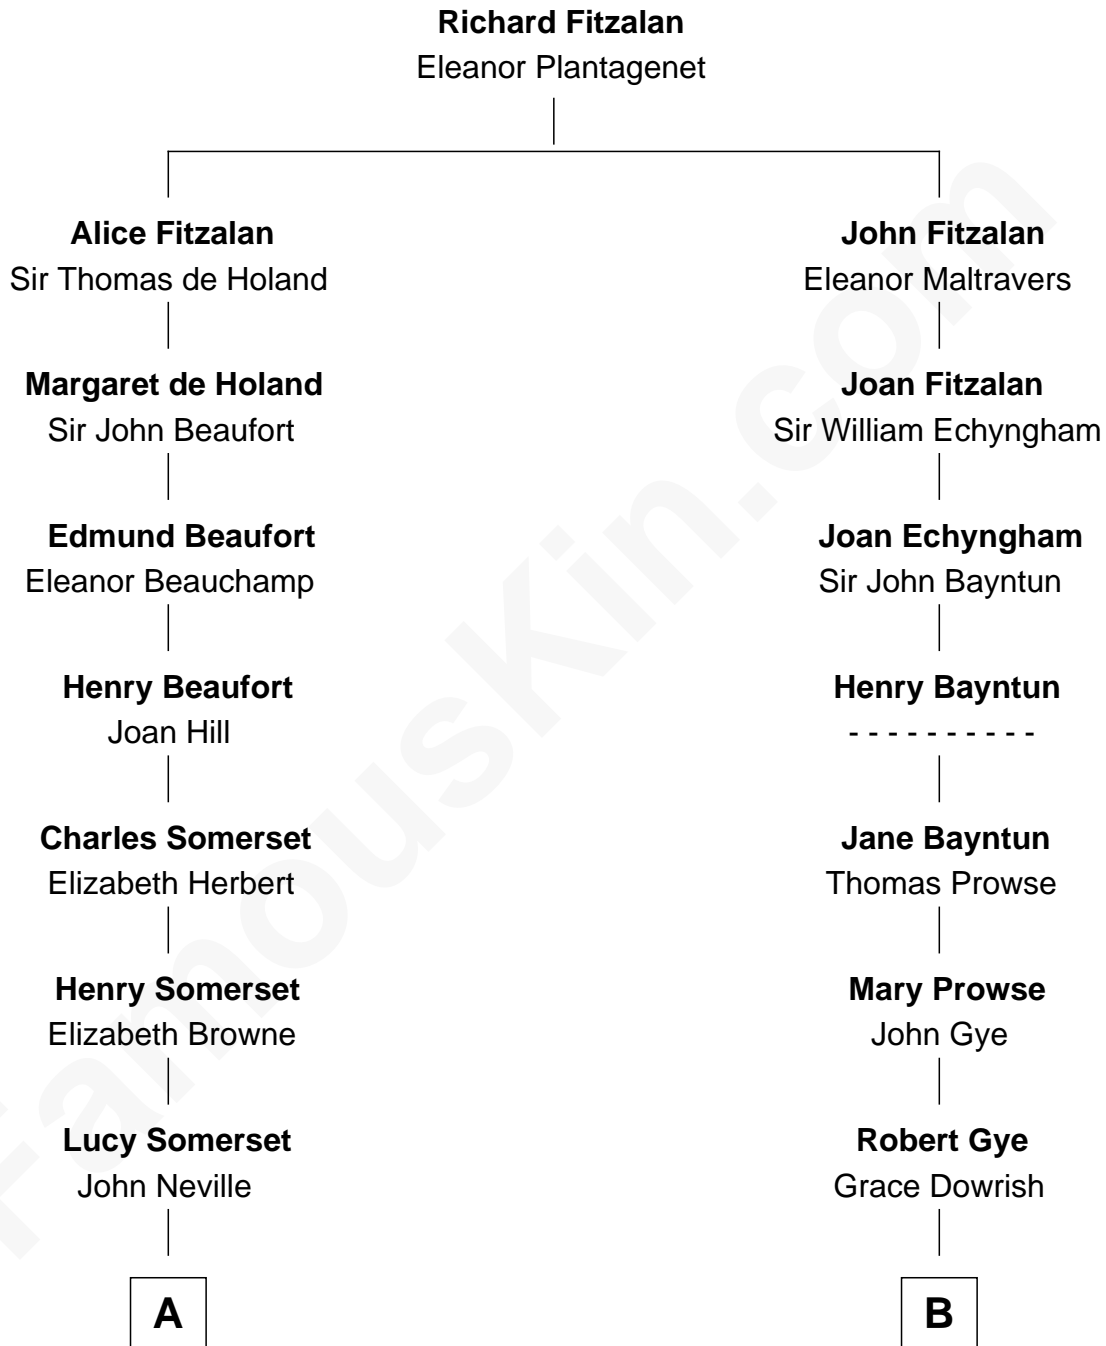 Richard Fitzalan
Eleanor Plantagenet
Alice Fitzalan
Sir Thomas de Holand
John Fitzalan
Eleanor Maltravers
Margaret de Holand
Sir John Beaufort
Joan Fitzalan
Sir William Echyngham
Edmund Beaufort
Eleanor Beauchamp
Joan Echyngham
Sir John Bayntun
Henry Beaufort
Joan Hill
Henry Bayntun
- - - - - - - - - -
Charles Somerset
Elizabeth Herbert
Jane Bayntun
Thomas Prowse
Henry Somerset
Elizabeth Browne
Mary Prowse
John Gye
Lucy Somerset
John Neville
Robert Gye
Grace Dowrish
A
B
FamousKin.com